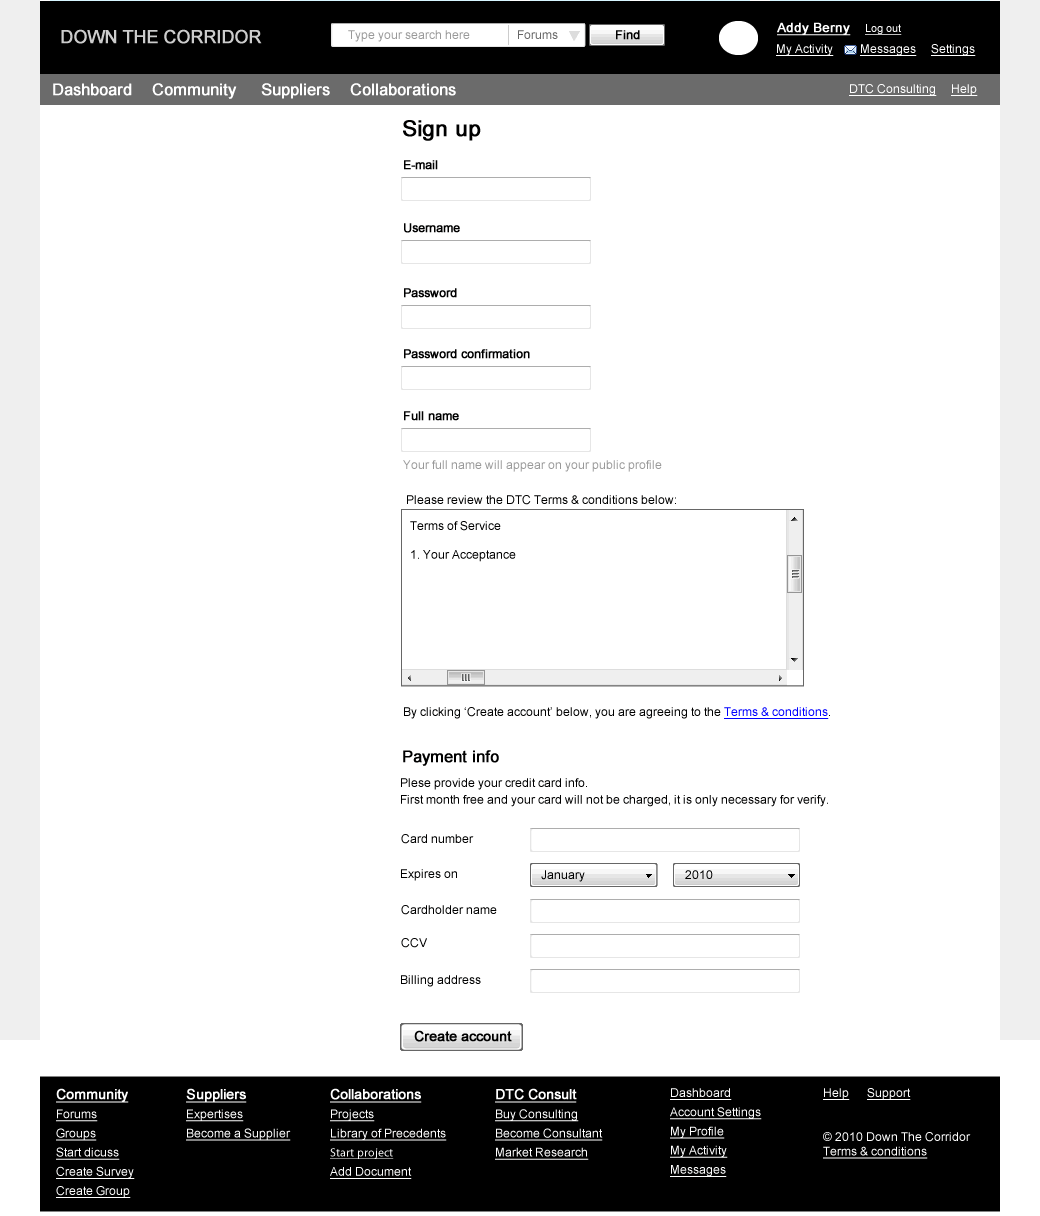 DOWN THE CORRIDOR
Type your search here
Forums
Find
Addy Berny
Log out
My Activity
Messages
Settings
Dashboard
Community
Suppliers
Collaborations
DTC Consulting
Help
Sign up
E-mail
Username
Password
Password confirmation
Full name
Your full name will appear on your public profile
Please review the DTC Terms & conditions below:
Terms of Service
1. Your Acceptance
By clicking ‘Create account’ below, you are agreeing to the Terms & conditions.
Payment info
Plese provide your credit card info.
First month free and your card will not be charged, it is only necessary for verify.
Card number
Expires on
January
2010
Cardholder name
CCV
Billing address
Create account
Community
Forums
Groups
Start dicuss
Create Survey
Create Group
Suppliers
Expertises
Become a Supplier
Collaborations
Projects
Library of Precedents
Start project
Add Document
DTC Consult
Buy Consulting
Become Consultant
Market Research
Dashboard
Account Settings
My Profile
My Activity
Messages
Help
Support
© 2010 Down The Corridor
Terms & conditions